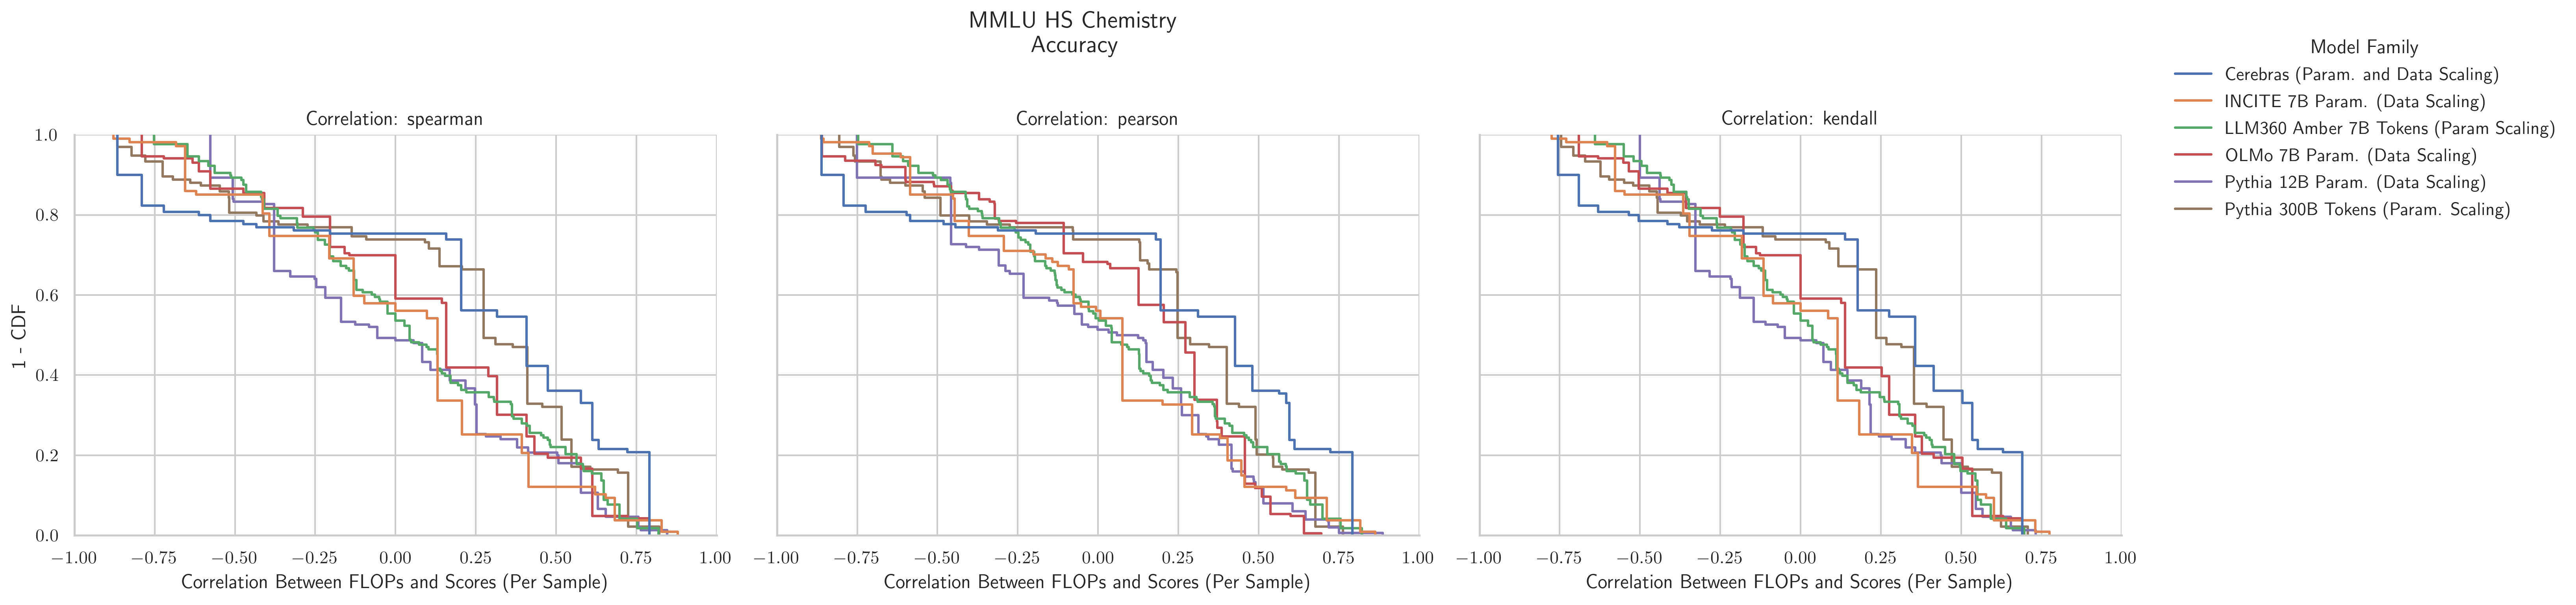 MMLU HS Chemistry
Accuracy
Model Family
Cerebras (Param. and Data Scaling)
INCITE 7B Param. (Data Scaling)
LLM360 Amber 7B Tokens (Param Scaling)
OLMo 7B Param. (Data Scaling)
Pythia 12B Param. (Data Scaling)
Pythia 300B Tokens (Param. Scaling)
Correlation: spearman
Correlation: pearson
Correlation: kendall
1 - CDF
1.0
0.8
0.6
0.4
0.2
0.0
−1.00 −0.75 −0.50 −0.25 0.00 0.25 0.50 0.75 1.00
−1.00 −0.75 −0.50 −0.25 0.00 0.25 0.50 0.75 1.00
−1.00 −0.75 −0.50 −0.25 0.00 0.25 0.50 0.75 1.00
Correlation Between FLOPs and Scores (Per Sample)
Correlation Between FLOPs and Scores (Per Sample)
Correlation Between FLOPs and Scores (Per Sample)